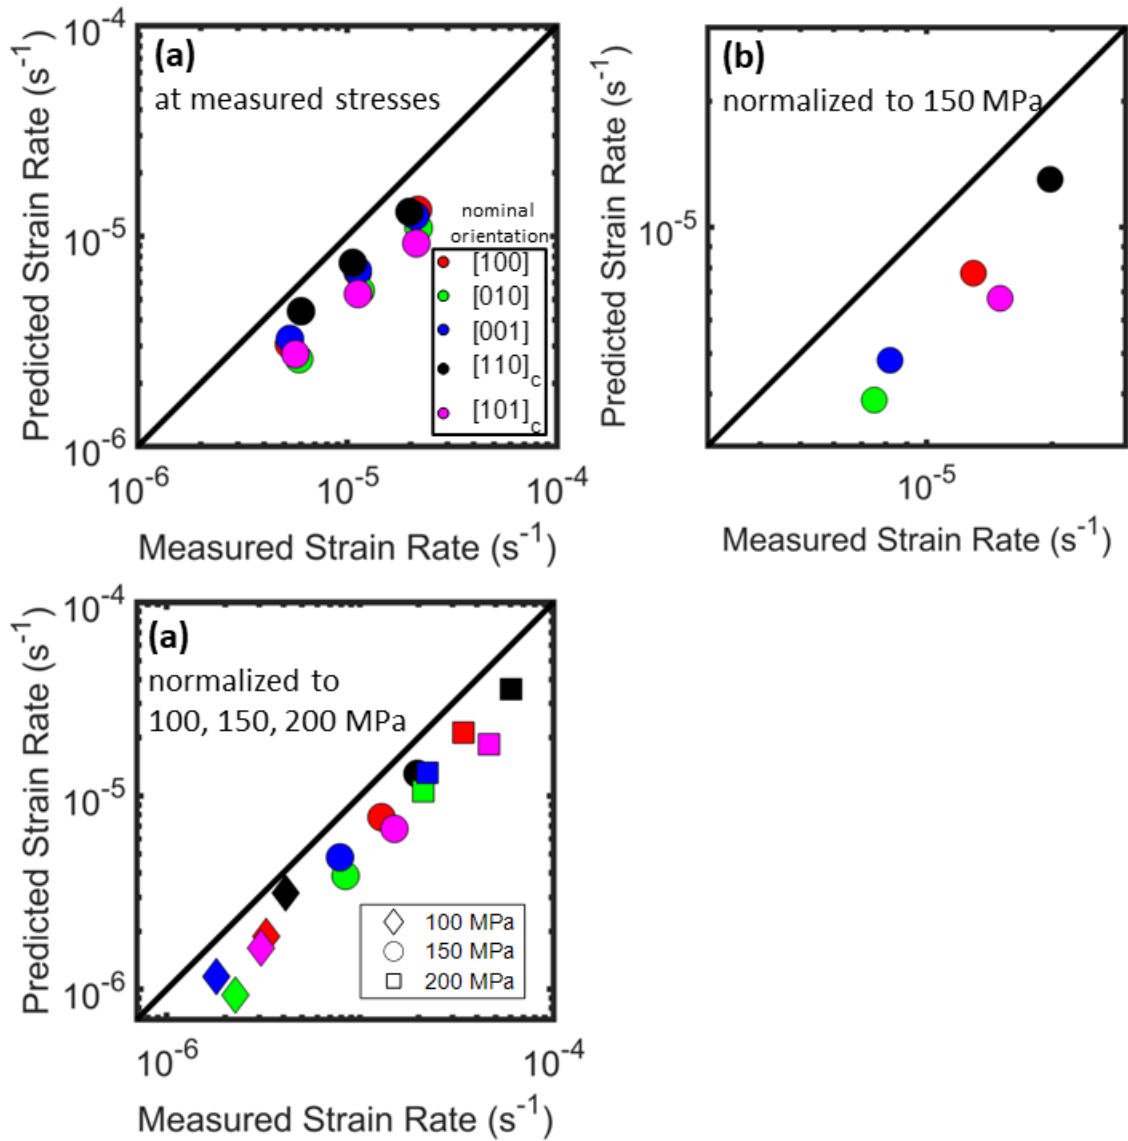 (a)
at measured stresses
10^-4
10^-5
10^-6
Predicted Strain Rate (s^-1)
nominal
orientation
[100]
[010]
[001]
[110]c
[101]c
10^-6
10^-5
10^-4
Measured Strain Rate (s^-1)
(b)
normalized to 150 MPa
10^-5
Predicted Strain Rate (s^-1)
10^-5
Measured Strain Rate (s^-1)
(a)
normalized to
100, 150, 200 MPa
10^-4
10^-5
10^-6
Predicted Strain Rate (s^-1)
100 MPa
150 MPa
200 MPa
10^-6
10^-4
Measured Strain Rate (s^-1)